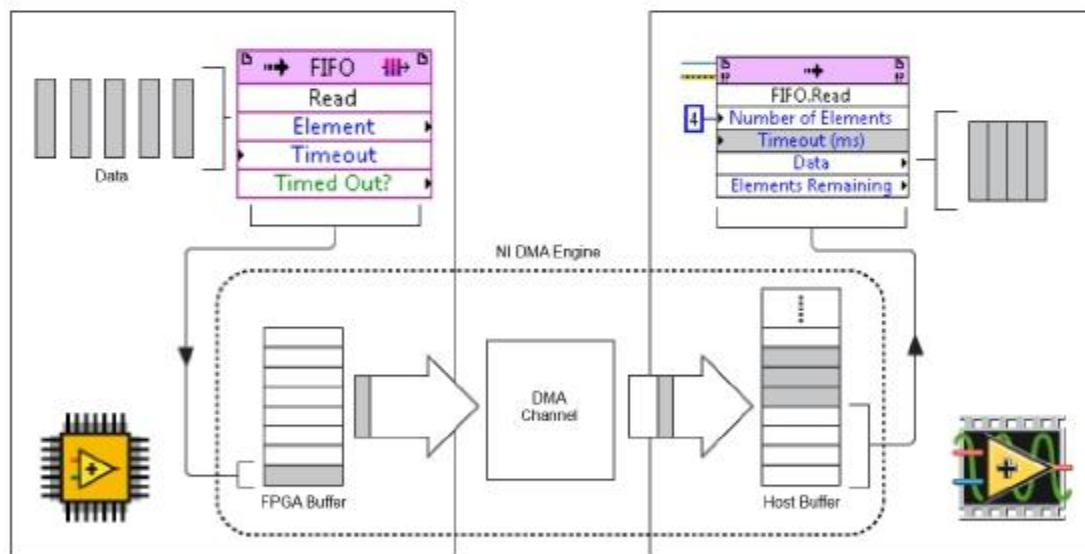 FIFO
Read
Element
Timeout
Timed Out?
Data
FIFO.Read
4
Number of Elements
Timeout (ms)
Data
Elements Remaining
NI DMA Engine
DMA
Channel
FPGA Buffer
Host Buffer